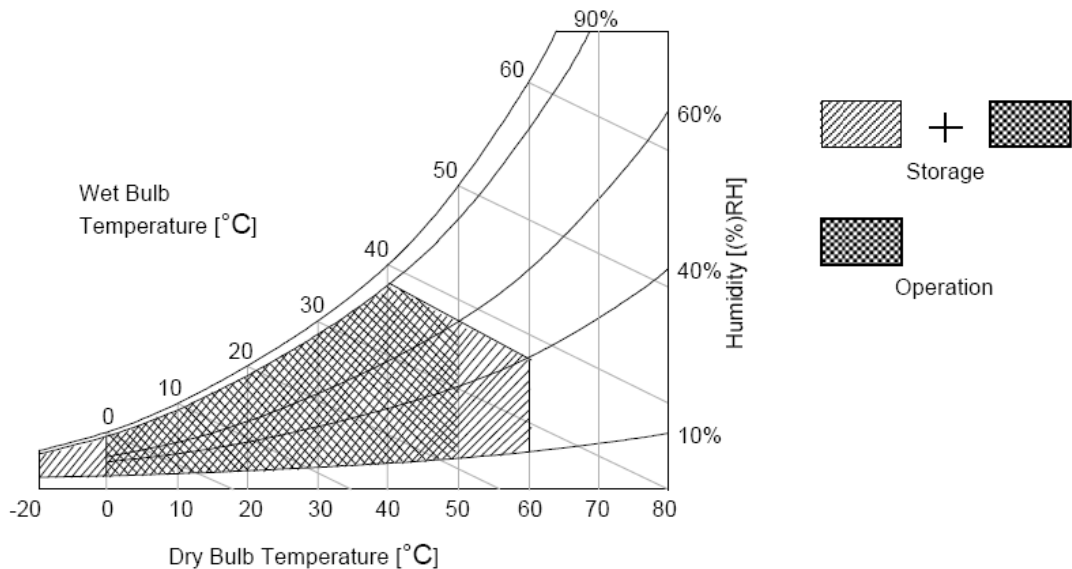 90%
60
60%
50
Wet Bulb
Temperature [°C]
40
30
20
10
0
40%
10%
Humidity [(%)RH]
-20 0 10 20 30 40 50 60 70 80
Dry Bulb Temperature [°C]
+
Storage
Operation